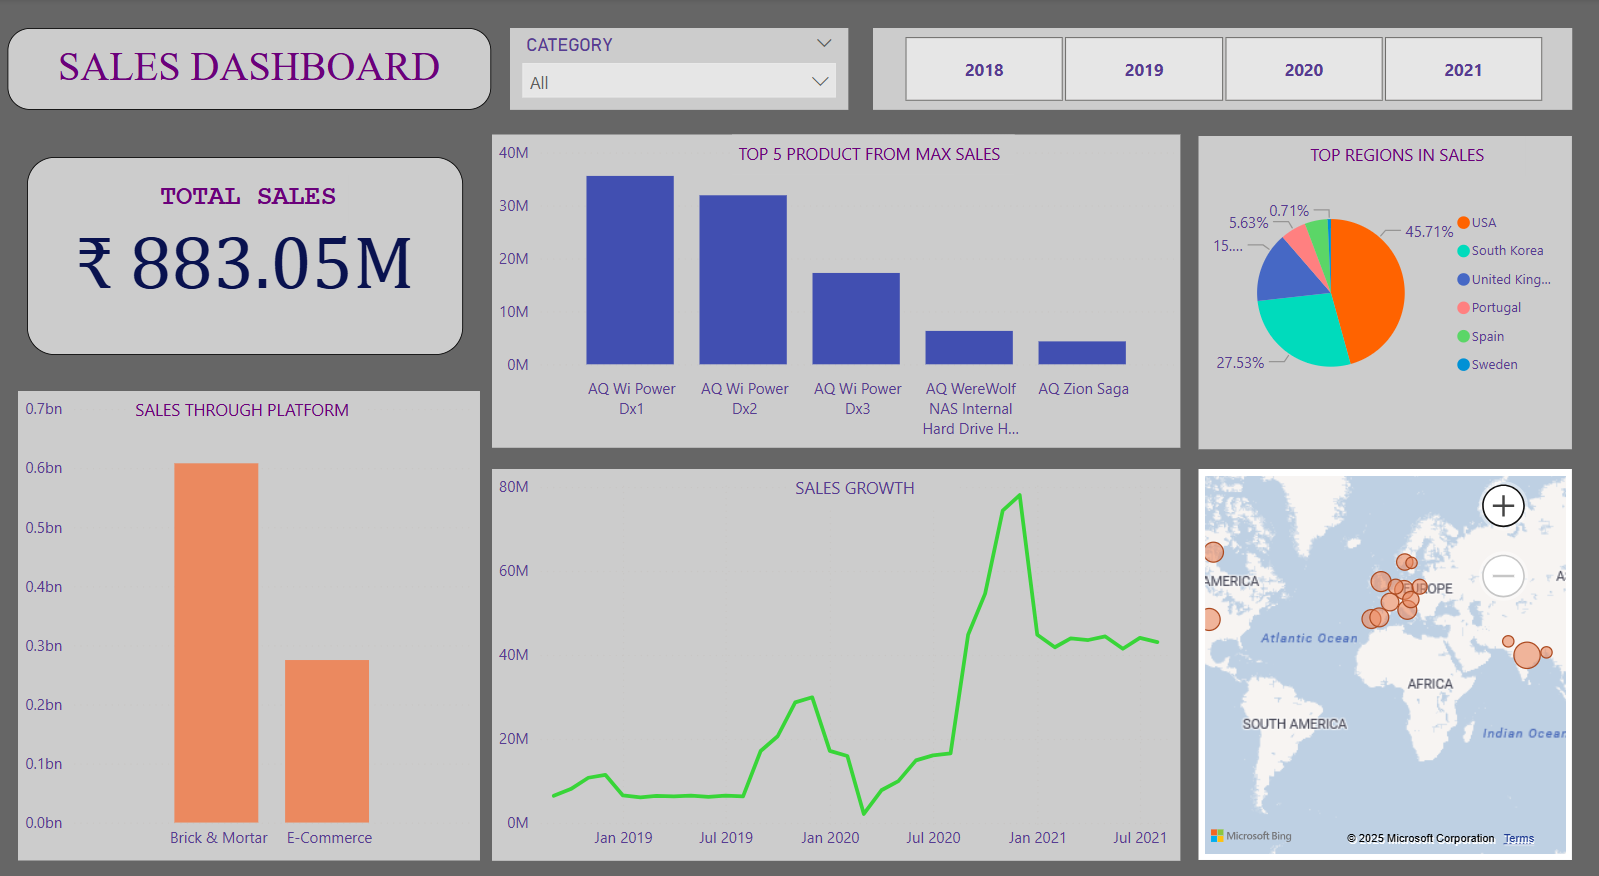 SALES DASHBOARD
CATEGORY
All
2018
2019
2020
2021
TOTAL SALES
₹ 883.05M
TOP 5 PRODUCT FROM MAX SALES
40M
30M
20M
10M
0M
AQ Wi Power
Dx1
AQ Wi Power
Dx2
AQ Wi Power
Dx3
AQ WereWolf
NAS Internal
Hard Drive H...
AQ Zion Saga
TOP REGIONS IN SALES
0.71%
5.63%
15....
27.53%
45.71%
USA
South Korea
United King...
Portugal
Spain
Sweden
SALES THROUGH PLATFORM
0.7bn
0.6bn
0.5bn
0.4bn
0.3bn
0.2bn
0.1bn
0.0bn
Brick & Mortar
E-Commerce
SALES GROWTH
80M
60M
40M
20M
0M
Jan 2019
Jul 2019
Jan 2020
Jul 2020
Jan 2021
Jul 2021
AMERICA
EUROPE
AS
Atlantic Ocean
AFRICA
SOUTH AMERICA
Indian Ocean
Microsoft Bing
© 2025 Microsoft Corporation Terms